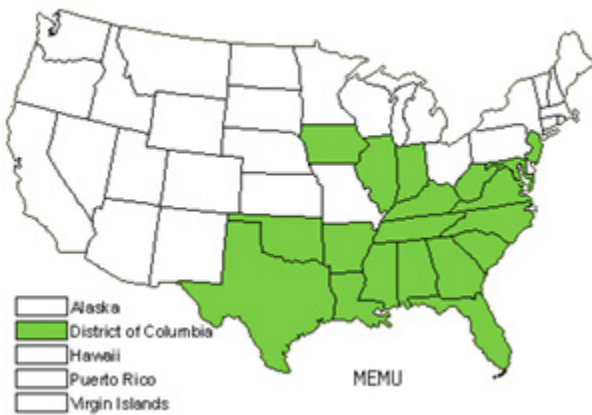 Alaska
District of Columbia
Hawaii
Puerto Rico
Virgin Islands
MEMU